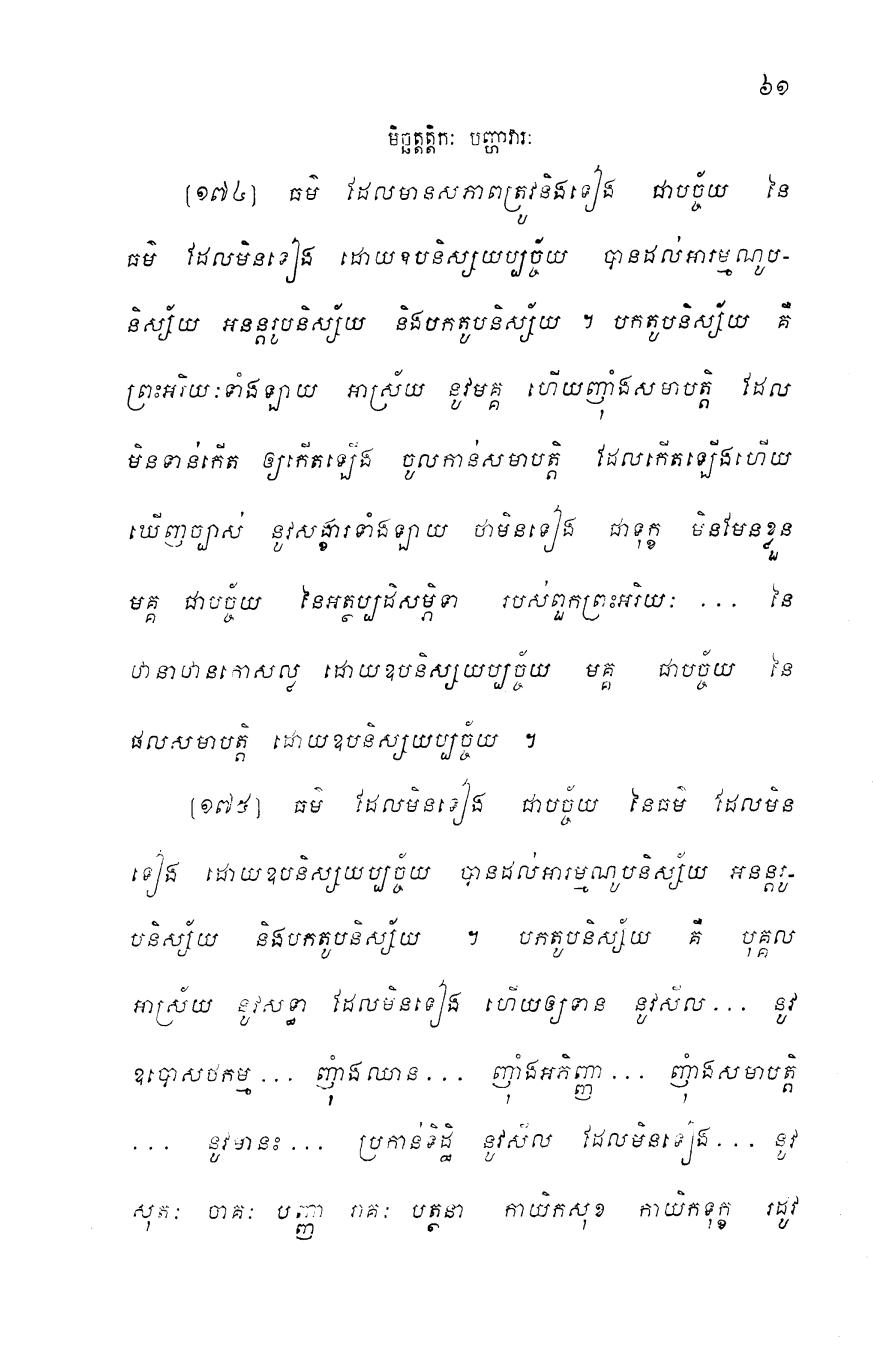 ៦១
មិច្ឆត្តត្តិកៈ បញ្ហាវារៈ
[១៧៤] ធម៌ ដែលមានសភាពត្រូវនិងទៀង ជាបច្ច័យ នៃ
ធម៌ ដែលមិនទៀង ដោយឧបនិស្សយប្បច្ច័យ បានដល់អារម្មណូប-
និស្ស័យ អនន្តរូបនិស្ស័យ និងបកតូបនិស្ស័យ ។ បកតូបនិស្ស័យ គឺ
ព្រះអរិយៈទាំងឡាយ អាស្រ័យ នូវមគ្គ ហើយញុំាងសមាបត្តិ ដែល
មិនទាន់កើត ឲ្យកើតឡើង ចូលកាន់សមាបត្តិ ដែលកើតឡើងហើយ
ឃើញច្បាស់ នូវសង្ខារទាំងឡាយ ថាមិនទៀង ជាទុក្ខ មិនមែនខ្លួន
មគ្គ ជាបច្ច័យ នៃអត្ថប្បដិសម្ភិទា របស់ពួកព្រះអរិយៈ ... នៃ
ឋានាឋានកោសល្ល ដោយឧបនិស្សយប្បច្ច័យ មគ្គ ជាបច្ច័យ នៃ
ផលសមាបត្តិ ដោយឧបនិស្សយប្បច្ច័យ ។
[១៧៥] ធម៌ ដែលមិនទៀង ជាបច្ច័យ នៃធម៌ ដែលមិន
ទៀង ដោយឧបនិស្សយប្បច្ច័យ បានដល់អារម្មណូបនិស្ស័យ អនន្តរូ-
បនិស្ស័យ និងបកតូបនិស្ស័យ ។ បកតូបនិស្ស័យ គឺ បុគ្គល
អាស្រ័យ នូវសទ្ធា ដែលមិនទៀង ហើយឲ្យទាន នូវសីល... នូវ
ឧបោសថកម្ម ... ញុំាងឈាន... ញុំាងអភិញ្ញា ... ញុំាងសមាបត្តិ
... នូវមានះ ... ប្រកាន់ទិដ្ឋិ នូវសីល ដែលមិនទៀង... នូវ
សុតៈ ចាគៈ បញ្ញា រាគៈ បត្ថនា កាយិកសុខ កាយិកទុក្ខ រដូវ